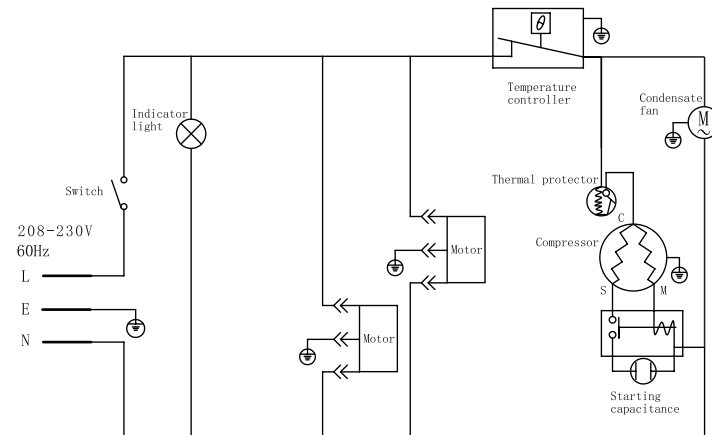 θ
Temperature
controller
Condensate
fan
M
~
Indicator
light
Switch
208-230V
60Hz
L
E
N
Thermal protector
C
Compressor
S
M
Motor
Motor
Starting
capacitance